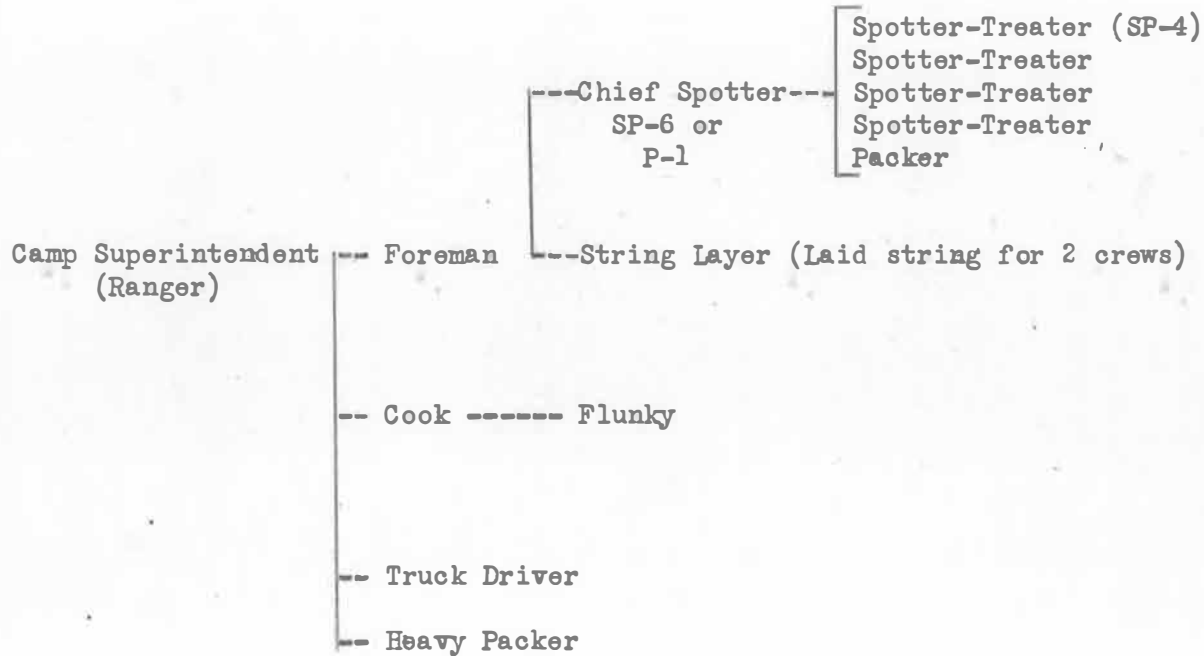 Spotter-Treater (SP-4)
Spotter-Treater
Chief Spotter
Spotter-Treater
SP-6 or
Spotter-Treater
P-1
Packer
Camp Superintendent
Foreman
String Layer (Laid string for 2 crews)
(Ranger)
Cook ------ Flunky
Truck Driver
Heavy Packer